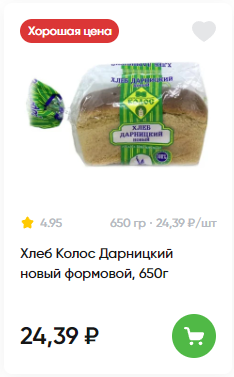 Хорошая цена
ХЛЕБ ДАРНИЦКИЙ
КОЛОС
ХЛЕБ
ДАРНИЦКИЙ
НОВЫЙ
4.95
650 гр · 24,39 ₽/шт
Хлеб Колос Дарницкий
новый формовой, 650г
24,39 ₽